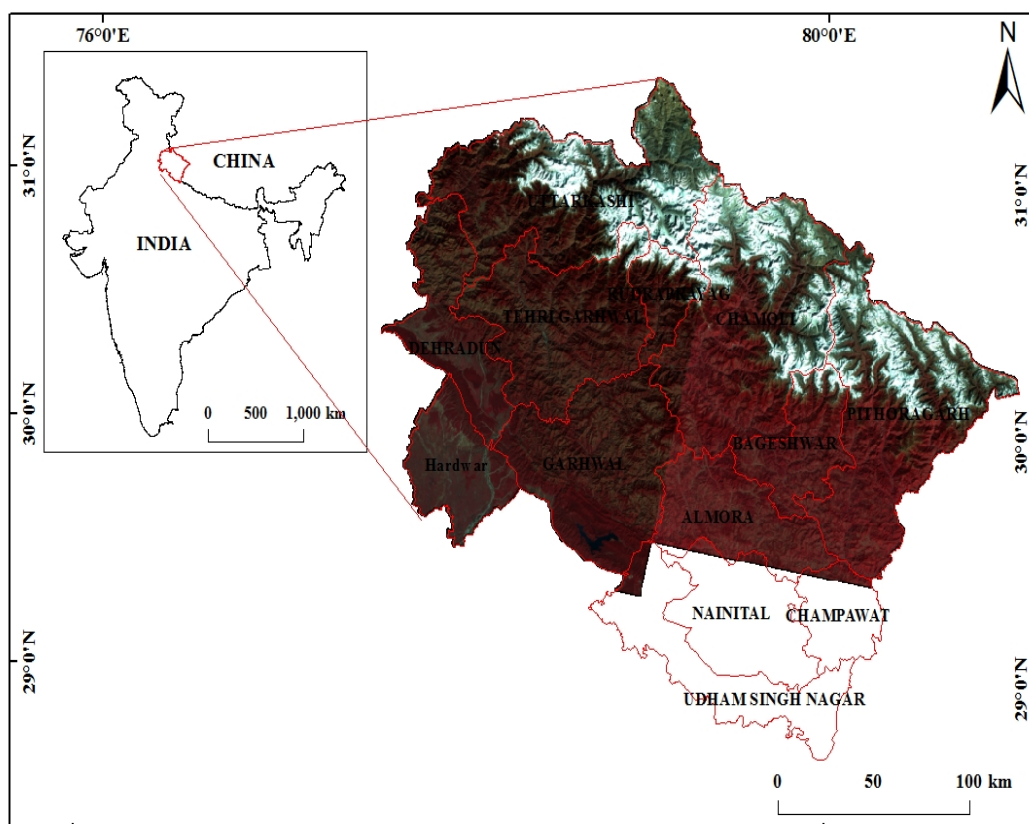 76°0'E
80°0'E
N
31°0'N
CHINA
INDIA
0 500 1,000 km
30°0'N
29°0'N
UTTARKASHI
RUDRAPRAYAG
TEHRI GARHWAL
CHAMOLI
DEHRADUN
PITHORAGARH
BAGESHWAR
Hardwar
GARHWAL
ALMORA
NAINITAL
CHAMPAWAT
UDHAM SINGH NAGAR
31°0'N
30°0'N
29°0'N
0 50 100 km